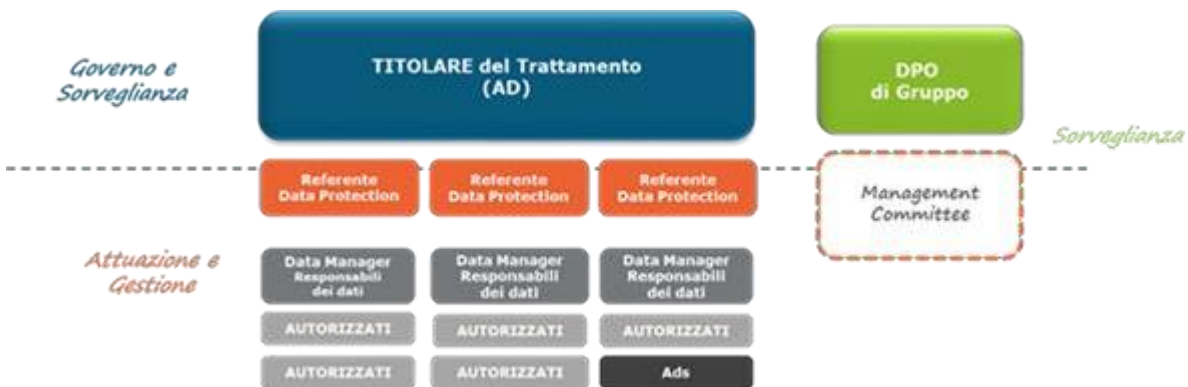 Governo e
Sorveglianza
TITOLARE del Trattamento
(AD)
DPO
di Gruppo
Sorveglianza
Referente
Data Protection
Referente
Data Protection
Referente
Data Protection
Management
Committee
Attuazione e
Gestione
Data Manager
Responsabili
dei dati
Data Manager
Responsabili
dei dati
Data Manager
Responsabili
dei dati
AUTORIZZATI
AUTORIZZATI
AUTORIZZATI
AUTORIZZATI
AUTORIZZATI
Ads